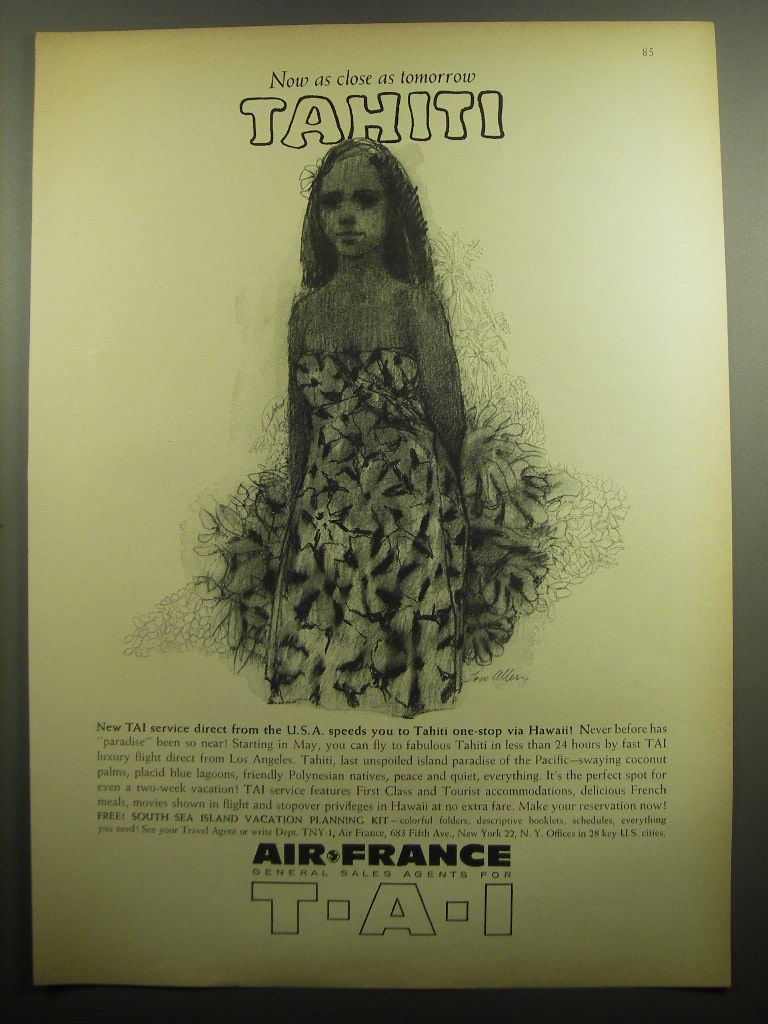 85
Now as close as tomorrow
TAHITI
Tom Allen
New TAI service direct from the U.S.A. speeds you to Tahiti one-stop via Hawaii! Never before has
"paradise" been so near! Starting in May, you can fly to fabulous Tahiti in less than 24 hours by fast TAI
luxury flight direct from Los Angeles. Tahiti, last unspoiled island paradise of the Pacific—swaying coconut
palms, placid blue lagoons, friendly Polynesian natives, peace and quiet, everything. It's the perfect spot for
even a two-week vacation! TAI service features First Class and Tourist accommodations, delicious French
meals, movies shown in flight and stopover privileges in Hawaii at no extra fare. Make your reservation now!
FREE! SOUTH SEA ISLAND VACATION PLANNING KIT—colorful folders, descriptive booklets, schedules, everything
you need! See your Travel Agent or write Dept. TNY-1, Air France, 683 Fifth Ave., New York 22, N. Y. Offices in 28 key U.S. cities.
AIR FRANCE
GENERAL SALES AGENTS FOR
T·A·I